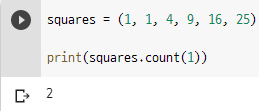 squares = (1, 1, 4, 9, 16, 25)
print(squares.count(1))
2